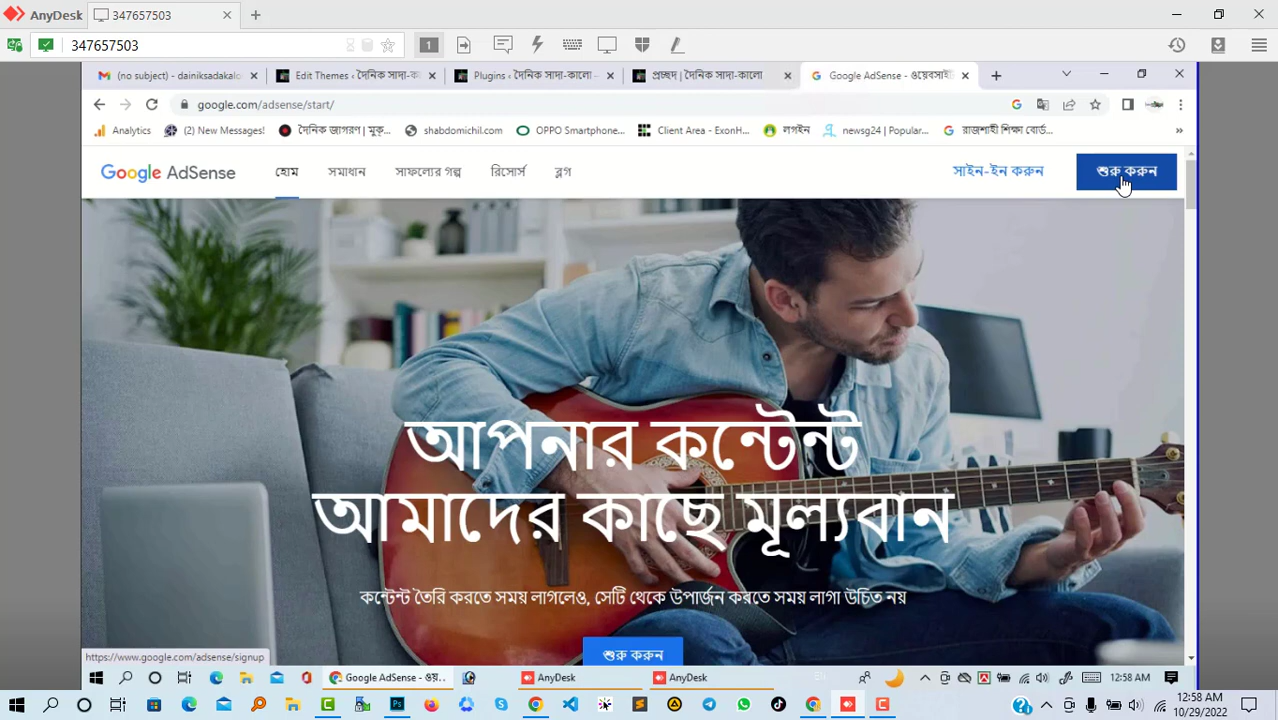 AnyDesk
347657503
347657503
1
(no subject) - dainiksadakalo
Edit Themes ‹ দৈনিক সাদা-ka
Plugins ‹ দৈনিক সাদা-কালো —
প্রচ্ছদ | দৈনিক সাদা-কালো
Google AdSense - ওয়েবসাই
google.com/adsense/start/
Analytics
(2) New Messages!
দৈনিক জাগরণ | মুক্...
shabdomichil.com
OPPO Smartphone...
Client Area - ExonH...
লগইন
newsg24 | Popular...
রাজশাহী শিক্ষা বোর্ড...
Google AdSense
হোম
সমাধান
সাফল্যের গল্প
রিসোর্স
ব্লগ
সাইন-ইন করুন
শুরু করুন
আপনার কন্টেন্ট
আমাদের কাছে মূল্যবান
কন্টেন্ট তৈরি করতে সময় লাগলেও, সেটি থেকে উপার্জন করতে সময় লাগা উচিত নয়
শুরু করুন
https://www.google.com/adsense/signup
Google AdSense - ওয়...
AnyDesk
AnyDesk
12:58 AM
12:58 AM
10/29/2022